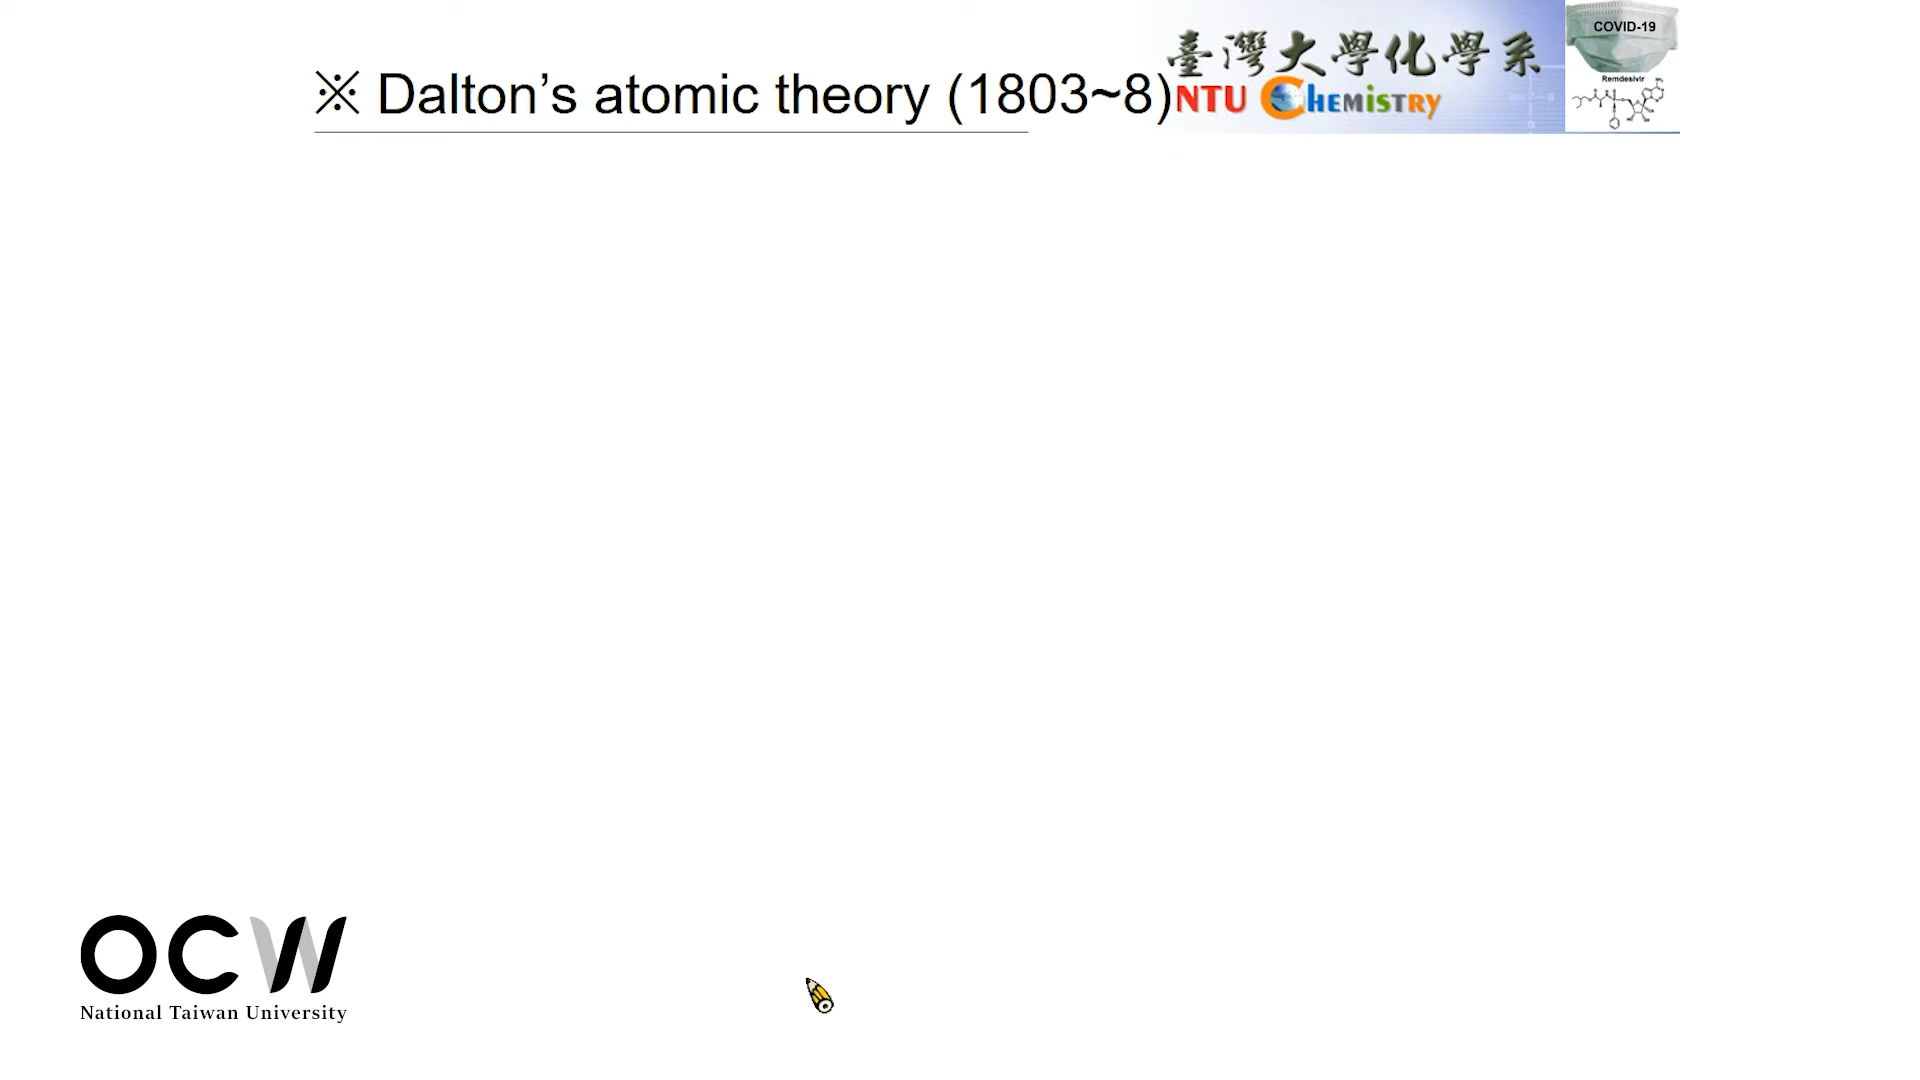 臺灣大學化學系
COVID-19
※ Dalton’s atomic theory (1803~8)
NTU Chemistry
Remdesivir
OCW
National Taiwan University